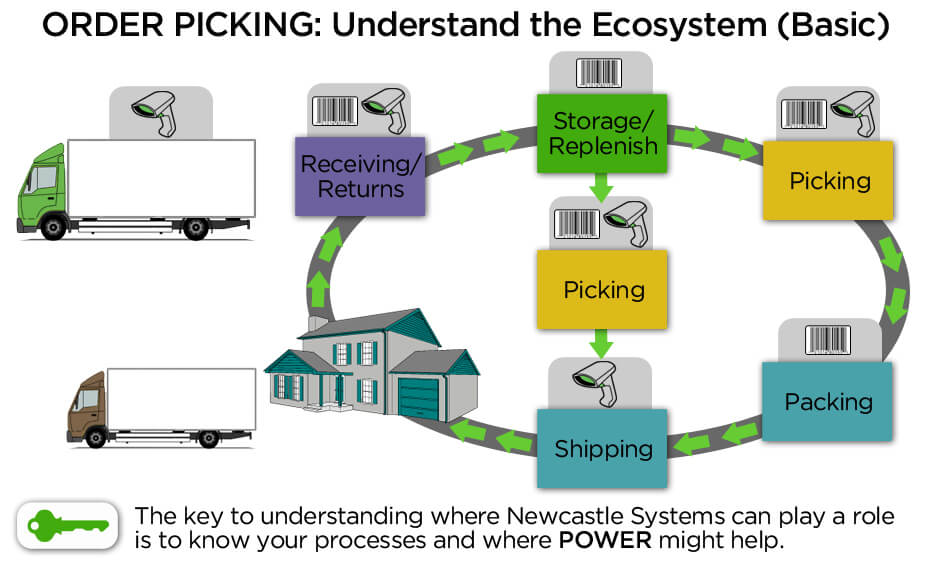 ORDER PICKING: Understand the Ecosystem (Basic)
Storage/
Replenish
Receiving/
Returns
Picking
Picking
Packing
Shipping
The key to understanding where Newcastle Systems can play a role
is to know your processes and where POWER might help.